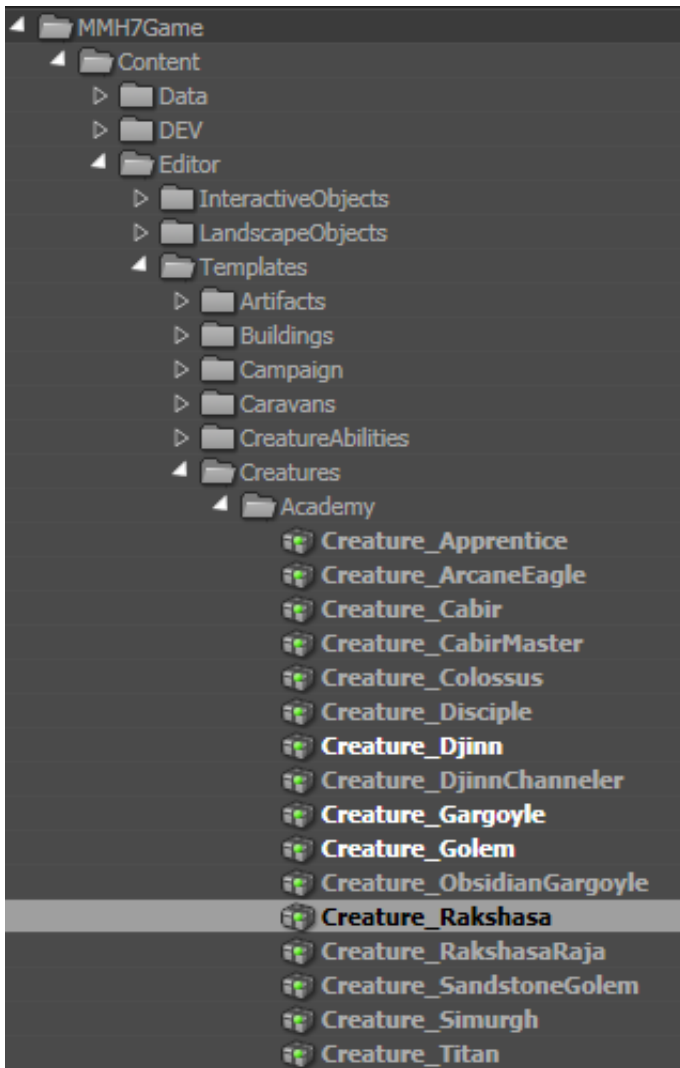 MMH7Game
Content
Data
DEV
Editor
InteractiveObjects
LandscapeObjects
Templates
Artifacts
Buildings
Campaign
Caravans
CreatureAbilities
Creatures
Academy
Creature_Apprentice
Creature_ArcaneEagle
Creature_Cabir
Creature_CabirMaster
Creature_Colossus
Creature_Disciple
Creature_Djinn
Creature_DjinnChanneler
Creature_Gargoyle
Creature_Golem
Creature_ObsidianGargoyle
Creature_Rakshasa
Creature_RakshasaRaja
Creature_SandstoneGolem
Creature_Simurgh
Creature_Titan